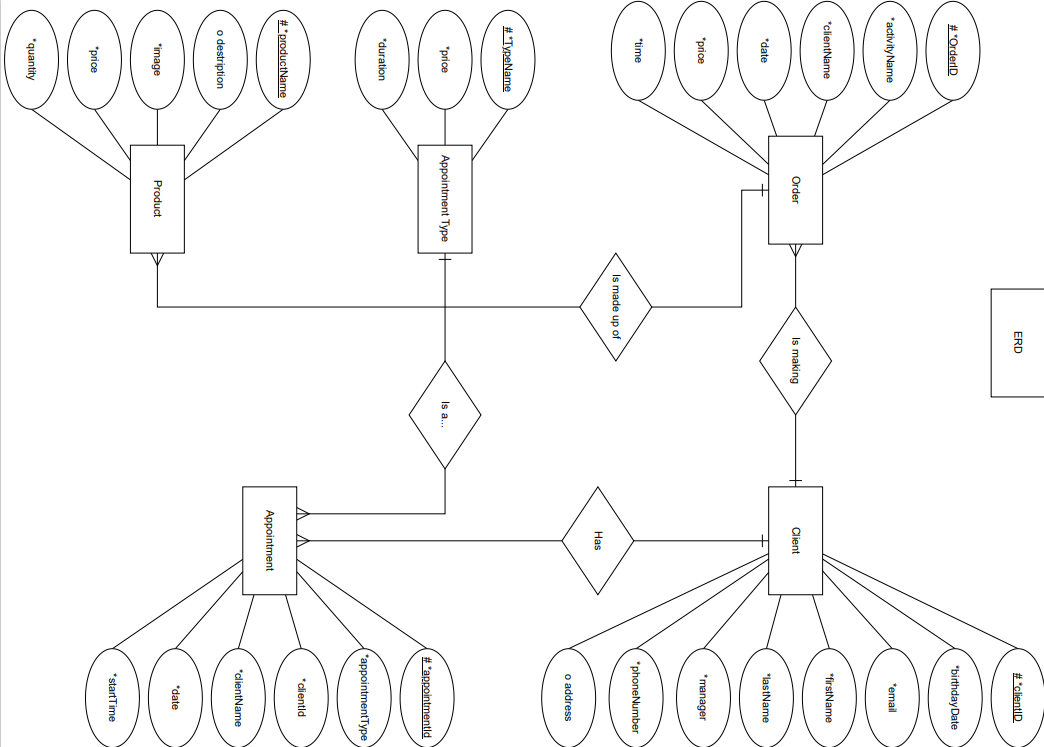 ERD
# *OrderID
*activityName
*clientName
*date
*price
*time
Order
Is making
Client
# *clientID
*birthdayDate
*email
*firstName
*lastName
*manager
*phoneNumber
o address
Is made up of
Has
# *TypeName
*price
*duration
Appointment Type
Is a...
Appointment
# *appointmentId
*appointmentType
*clientId
*clientName
*date
*startTime
# *productName
o destription
*image
*price
*quantity
Product